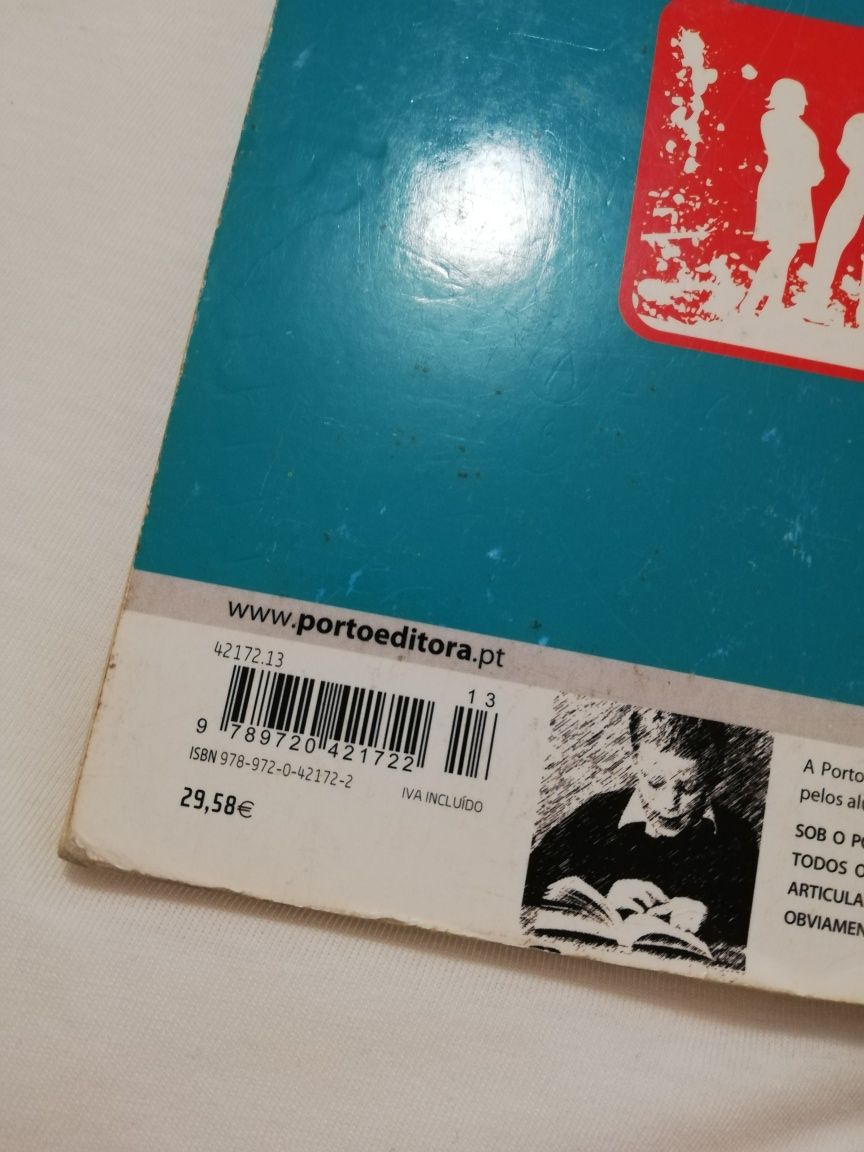 www.portoeditora.pt
42172.13
13
9 789720 421722
ISBN 978-972-0-42172-2
IVA INCLUÍDO
29,58€
A Porto
pelos
SOB O
TODOS
ARTICULA
OBVIAMEN